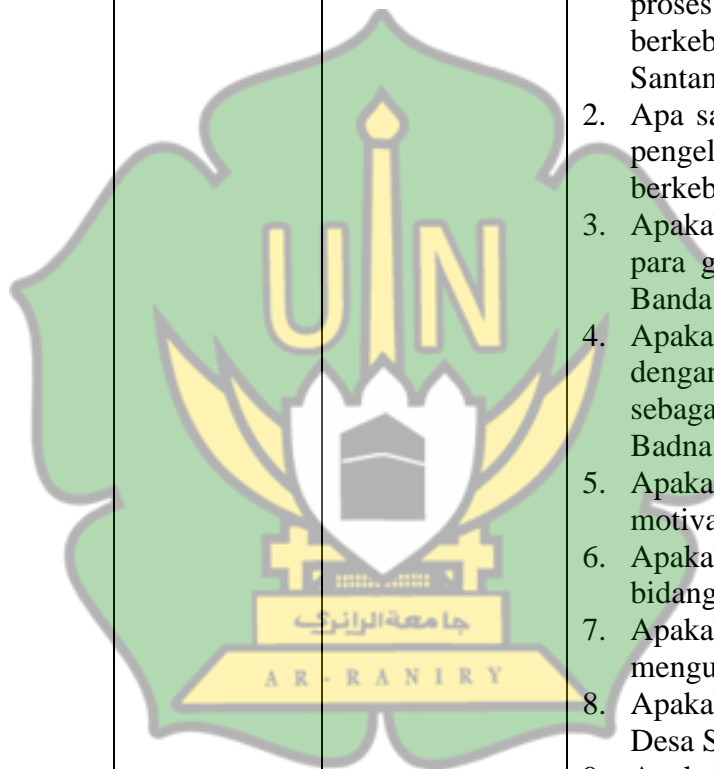 proses
berkeb
Santan
2. Apa sa
pengel
berkeb
3. Apaka
para g
Banda
4. Apaka
dengan
sebaga
Badna
5. Apaka
motiva
6. Apaka
bidang
7. Apaka
mengu
8. Apaka
Desa S
UIN
جامعة الرانري
AR-RANIRY